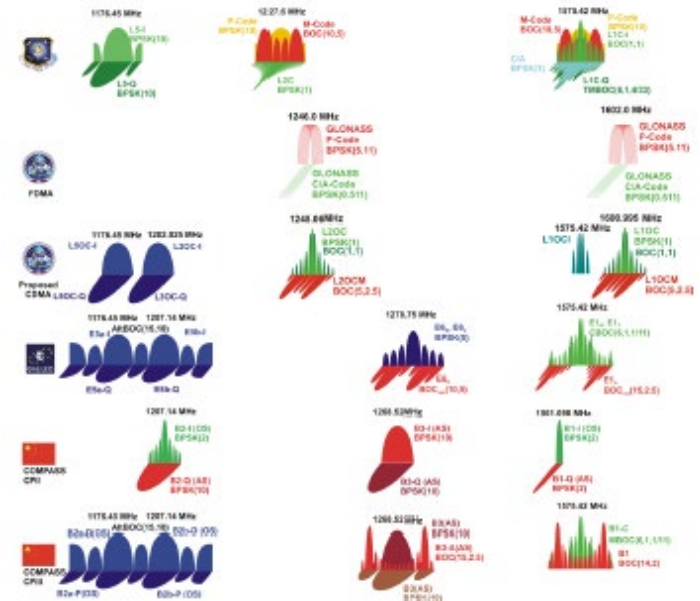 1176.45 MHz
L5-I
BPSK(10)
L5-Q
BPSK(10)
1227.6 MHz
P-Code
BPSK(10)
M-Code
BOC(10,5)
L2C
BPSK(1)
1575.42 MHz
M-Code
BOC(10,5)
P-Code
BPSK(10)
L1C-I
BOC(1,1)
C/A
BPSK(1)
L1C-Q
TMBOC(6,1,4/33)
FDMA
1246.0 MHz
GLONASS
P-Code
BPSK(5.11)
GLONASS
C/A-Code
BPSK(0.511)
1602.0 MHz
GLONASS
P-Code
BPSK(5.11)
GLONASS
C/A-Code
BPSK(0.511)
Proposed
CDMA
1176.45 MHz
L5OC-I
L5OC-Q
L3OC-I
L3OC-Q
L2OC
BPSK(1)
BOC(1,1)
L2OCM
BOC(5,2.5)
1575.42 MHz
L1OCI
1600.995 MHz
L1OC
BPSK(1)
BOC(1,1)
L1OCM
BOC(5,2.5)
1176.45 MHz 1207.14 MHz
AltBOC(15,10)
E5a-I
E5b-I
E5a-Q
E5b-Q
1278.75 MHz
BPSK(5)
1575.42 MHz
CBOC(6,1,1/11)
COMPASS
CPII
1207.14 MHz
B2-I (OS)
BPSK(2)
B2-Q (AS)
BPSK(10)
1268.52MHz
B3-I (AS)
BPSK(10)
B3-Q (AS)
BPSK(10)
1561.098 MHz
B1-I (OS)
BPSK(2)
B1-Q (AS)
BPSK(2)
COMPASS
CPIII
1176.45 MHz 1207.14 MHz
AltBOC(15,10)
B2a-D(OS)
B2b-D (OS)
B2a-P(OS)
B2b-P (OS)
1268.52MHz
B3(AS)
BPSK(10)
B3-A(AS)
BOC(15,2.5)
B3(AS)
BPSK(10)
1575.42 MHz
B1-C
MBOC(6,1,1/11)
B1
BOC(14,2)